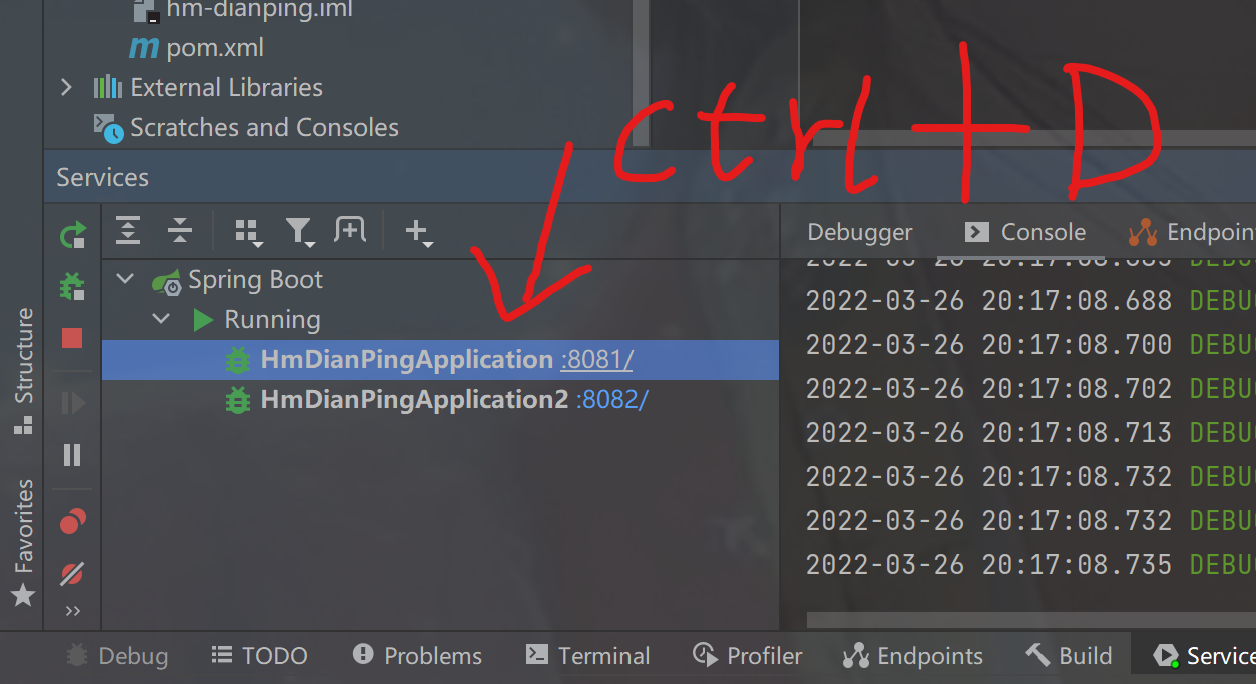 hm-dianping.iml
pom.xml
External Libraries
Scratches and Consoles
ctrl + D
Services
Debugger
Console
Spring Boot
Running
HmDianPingApplication :8081/
HmDianPingApplication2 :8082/
2022-03-26 20:17:08.688 DEBU
2022-03-26 20:17:08.700 DEBU
2022-03-26 20:17:08.702 DEBU
2022-03-26 20:17:08.713 DEBU
2022-03-26 20:17:08.732 DEBU
2022-03-26 20:17:08.732 DEBU
2022-03-26 20:17:08.735 DEBU
Structure
Favorites
Debug
TODO
Problems
Terminal
Profiler
Endpoints
Build